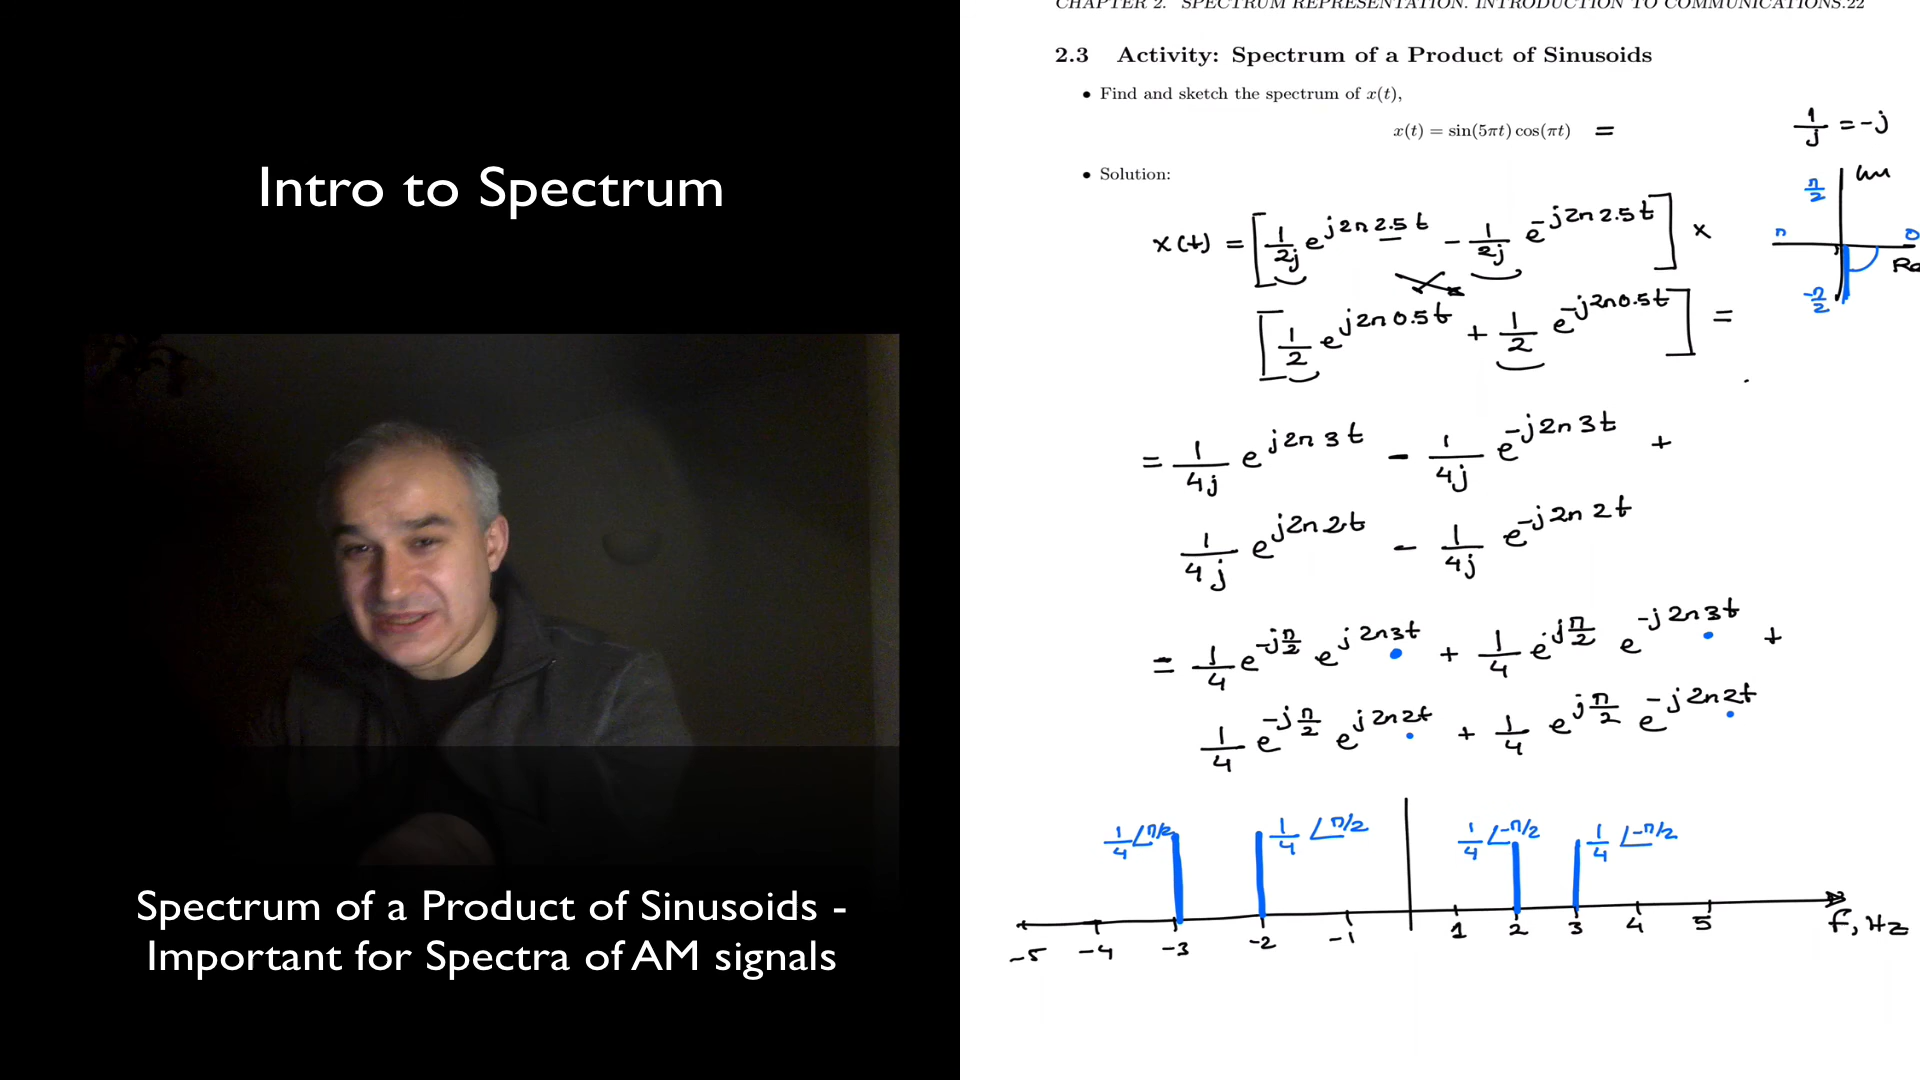 Intro to Spectrum
Spectrum of a Product of Sinusoids -
Important for Spectra of AM signals
CHAPTER 2. SPECTRUM REPRESENTATION. INTRODUCTION TO COMMUNICATIONS. 22
2.3 Activity: Spectrum of a Product of Sinusoids
• Find and sketch the spectrum of x(t),
x(t) = sin(5πt) cos(πt) =
• Solution:
1/j = -j
Im
π/2
π 0
Re
-π/2
x(t) = [1/2j e^{j2π2.5t} - 1/2j e^{-j2π2.5t}] ×
[1/2 e^{j2π0.5t} + 1/2 e^{-j2π0.5t}] =
= 1/4j e^{j2π3t} - 1/4j e^{-j2π3t} +
1/4j e^{j2π2t} - 1/4j e^{-j2π2t}
= 1/4 e^{-jπ/2} e^{j2π3t} + 1/4 e^{jπ/2} e^{-j2π3t} +
1/4 e^{-jπ/2} e^{j2π2t} + 1/4 e^{jπ/2} e^{-j2π2t}
1/4 ∠π/2 1/4 ∠π/2 1/4 ∠-π/2 1/4 ∠-π/2
-5 -4 -3 -2 -1 1 2 3 4 5 f, Hz